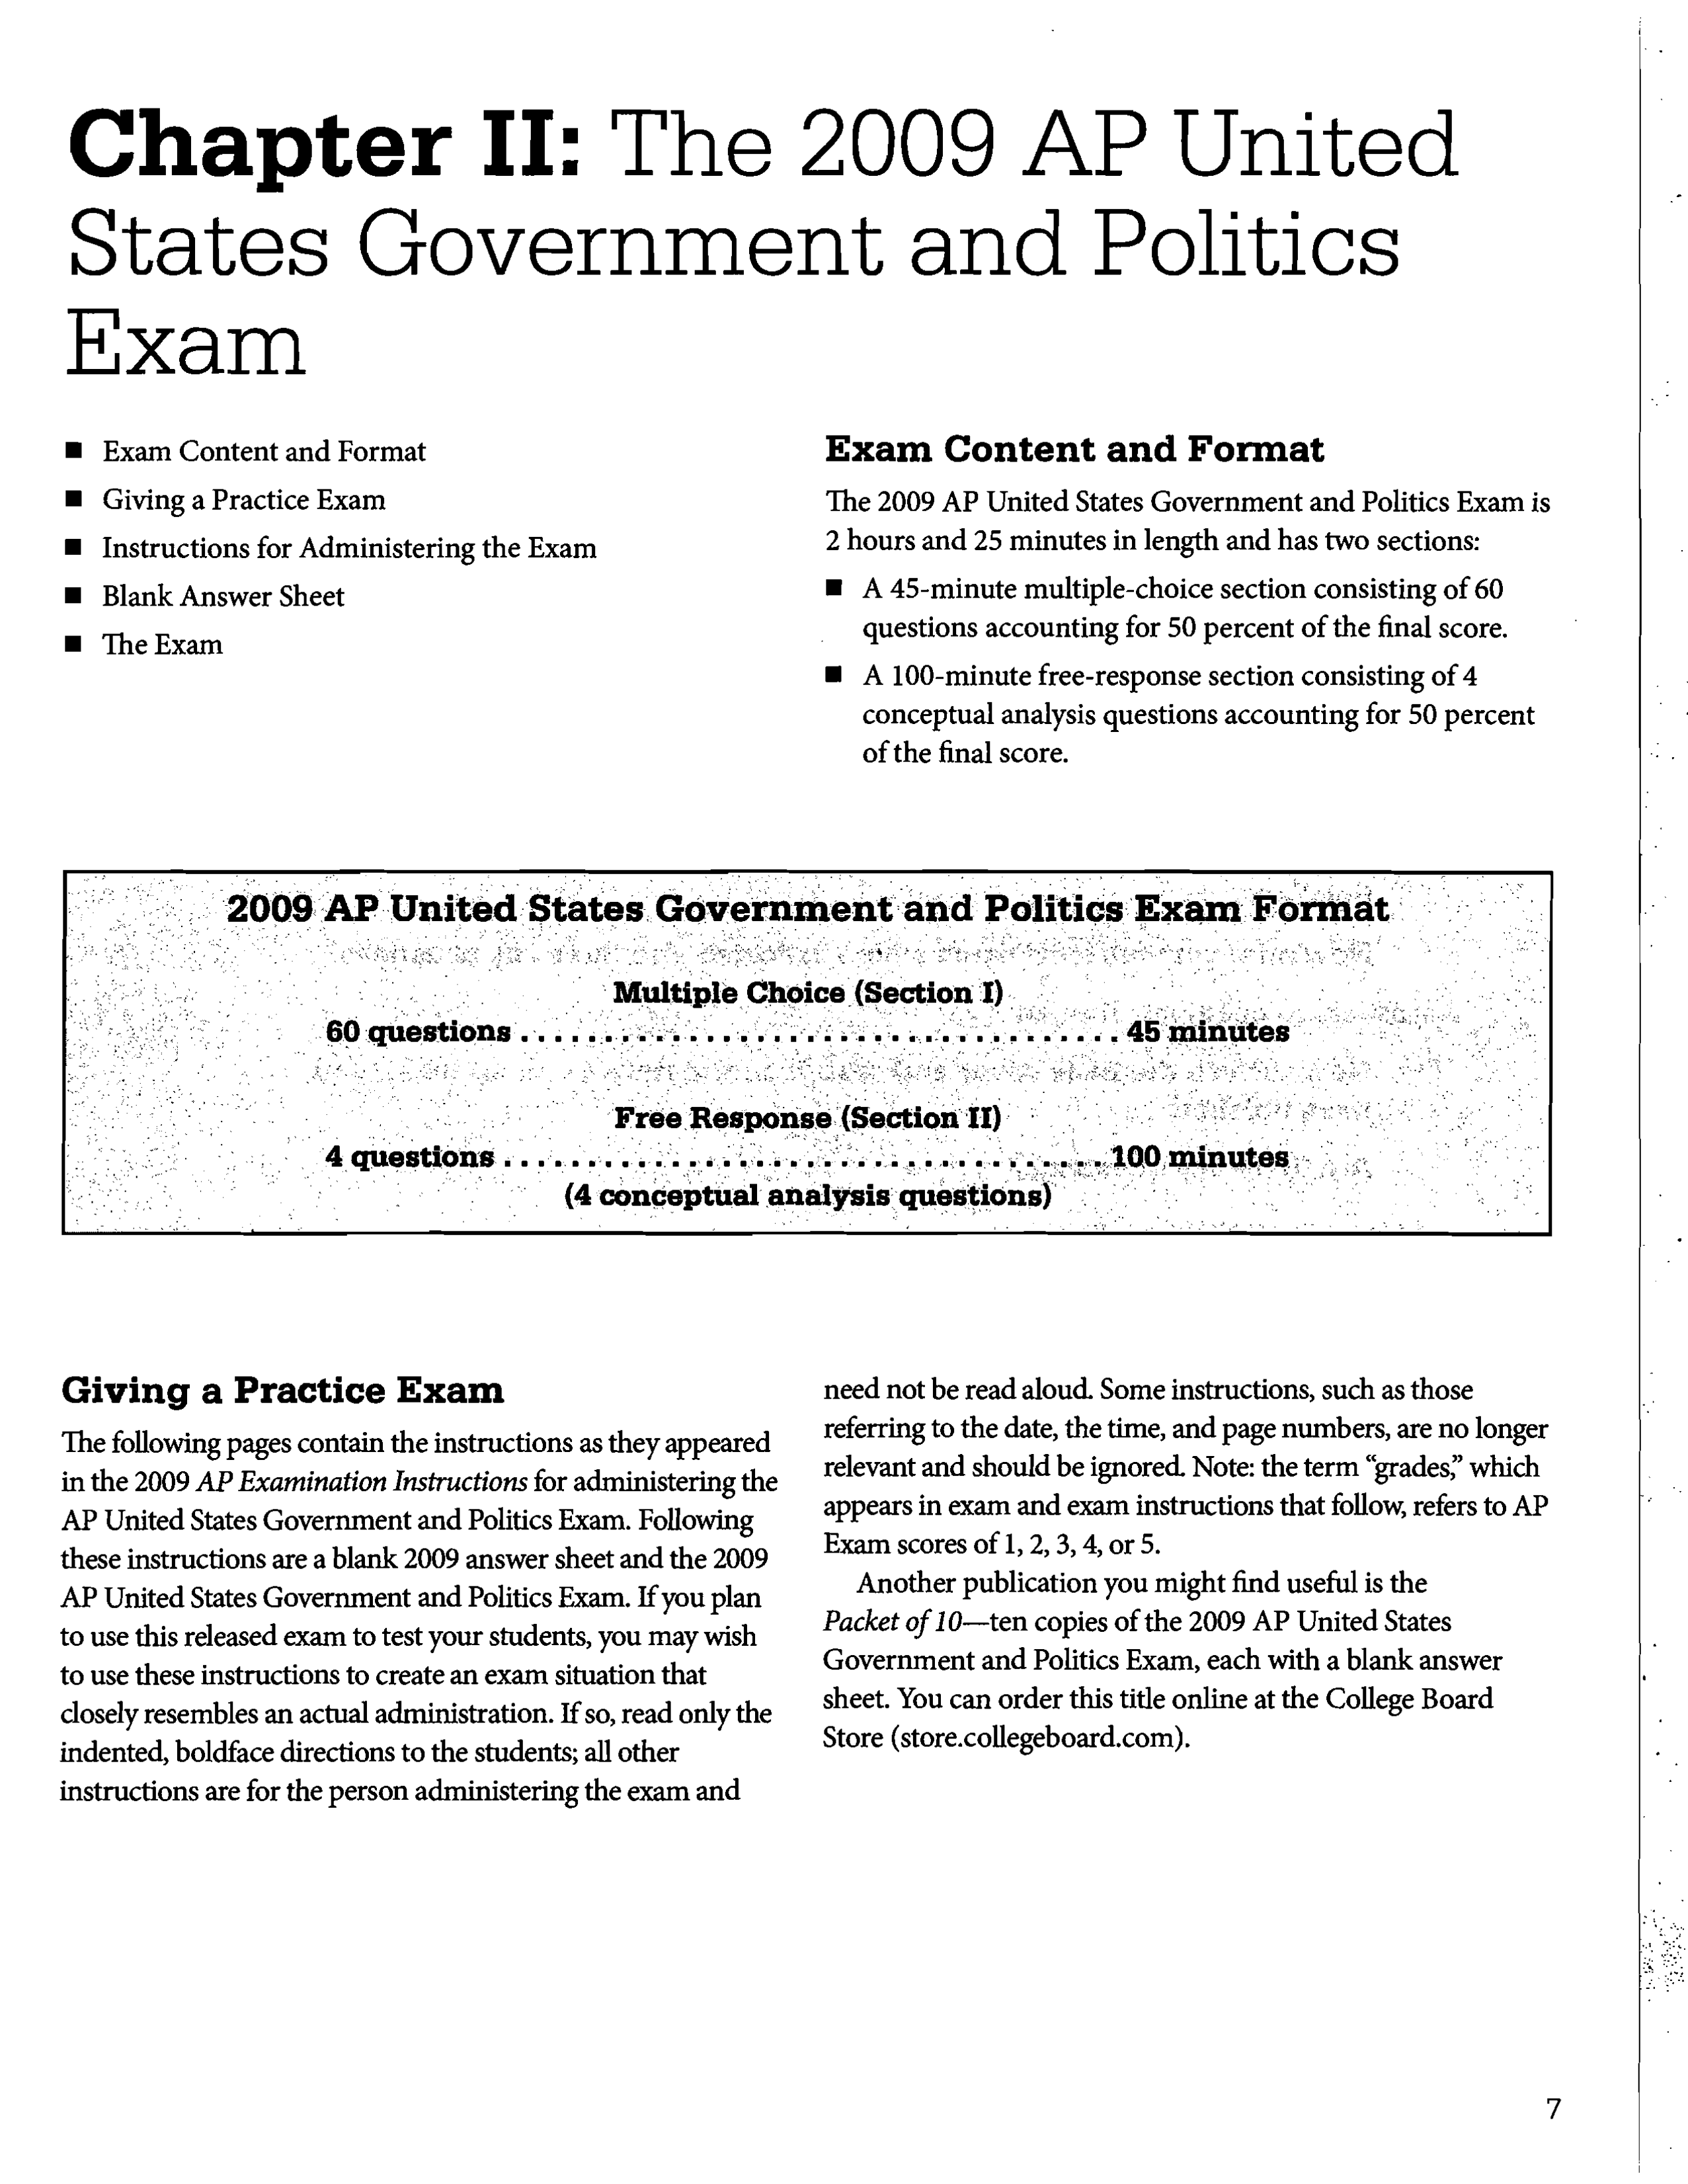 Chapter II: The 2009 AP United
States Government and Politics
Exam
■ Exam Content and Format
■ Giving a Practice Exam
■ Instructions for Administering the Exam
■ Blank Answer Sheet
■ The Exam
Exam Content and Format
The 2009 AP United States Government and Politics Exam is
2 hours and 25 minutes in length and has two sections:
■ A 45-minute multiple-choice section consisting of 60
questions accounting for 50 percent of the final score.
■ A 100-minute free-response section consisting of 4
conceptual analysis questions accounting for 50 percent
of the final score.
2009 AP United States Government and Politics Exam Format
Multiple Choice (Section I)
60 questions . . . . . . . . . . . . . . . . . . . . . . . . . . . . . . . . . . . . 45 minutes
Free Response (Section II)
4 questions . . . . . . . . . . . . . . . . . . . . . . . . . . . . . . . . . . . . 100 minutes
(4 conceptual analysis questions)
Giving a Practice Exam
The following pages contain the instructions as they appeared
in the 2009 AP Examination Instructions for administering the
AP United States Government and Politics Exam. Following
these instructions are a blank 2009 answer sheet and the 2009
AP United States Government and Politics Exam. If you plan
to use this released exam to test your students, you may wish
to use these instructions to create an exam situation that
closely resembles an actual administration. If so, read only the
indented, boldface directions to the students; all other
instructions are for the person administering the exam and
need not be read aloud. Some instructions, such as those
referring to the date, the time, and page numbers, are no longer
relevant and should be ignored. Note: the term “grades,” which
appears in exam and exam instructions that follow, refers to AP
Exam scores of 1, 2, 3, 4, or 5.
Another publication you might find useful is the
Packet of 10—ten copies of the 2009 AP United States
Government and Politics Exam, each with a blank answer
sheet. You can order this title online at the College Board
Store (store.collegeboard.com).
7